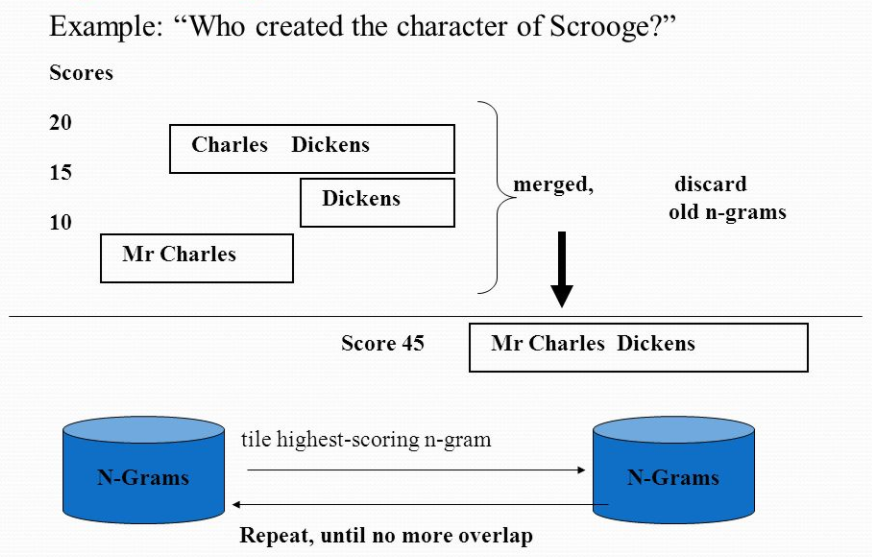 Example: “Who created the character of Scrooge?”
Scores
20
Charles Dickens
15
Dickens
merged, discard
old n-grams
10
Mr Charles
Score 45
Mr Charles Dickens
tile highest-scoring n-gram
N-Grams
N-Grams
Repeat, until no more overlap